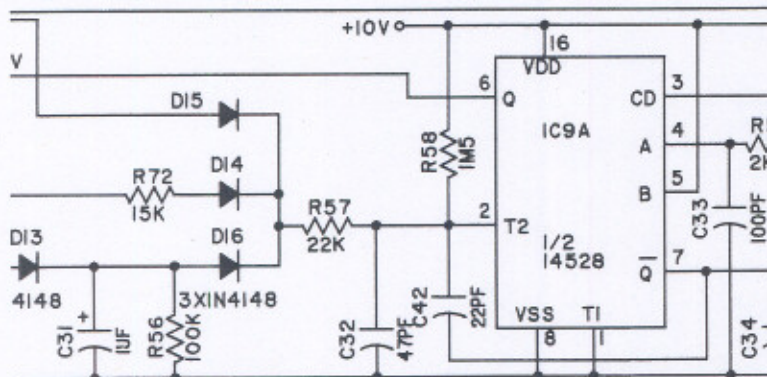 +10V
16
V
6
VDD
3
D15
Q
CD
IC9A
4
R58
1M5
A
R72
D14
5
B
15K
R57
2
D13
D16
22K
T2
1/2
14528
Q
7
C33
100PF
4148
3X1N4148
C31
+
1UF
R56
100K
C32
47PF
C42
22PF
VSS
T1
8
1
C34